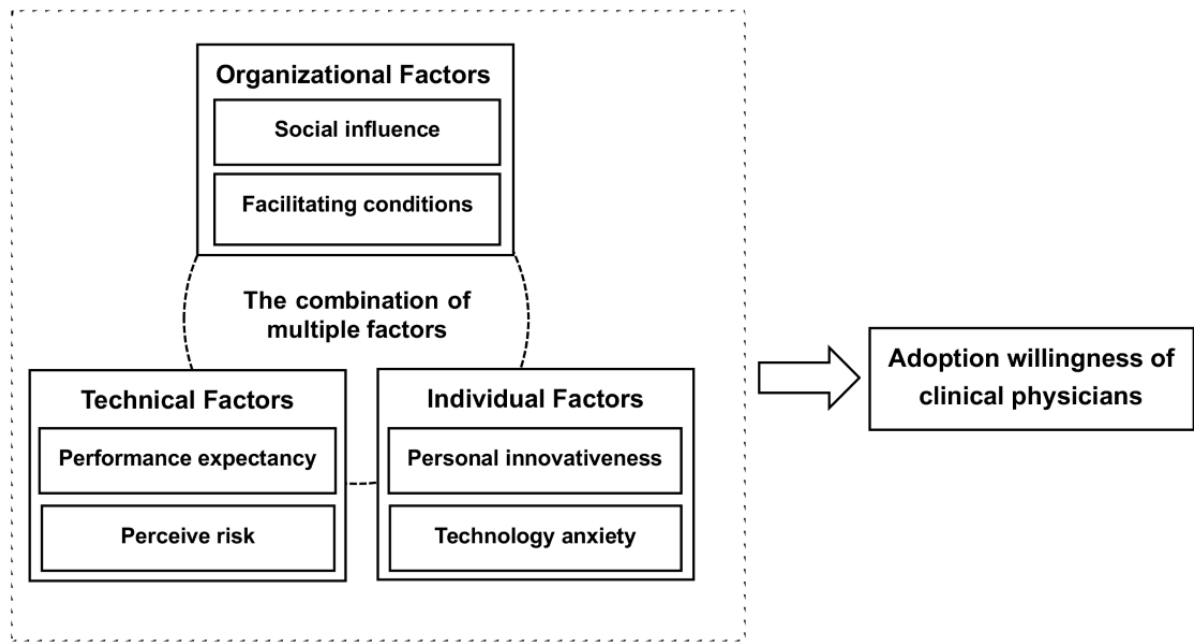 Organizational Factors
Social influence
Facilitating conditions
The combination of
multiple factors
Technical Factors
Performance expectancy
Perceive risk
Individual Factors
Personal innovativeness
Technology anxiety
Adoption willingness of
clinical physicians